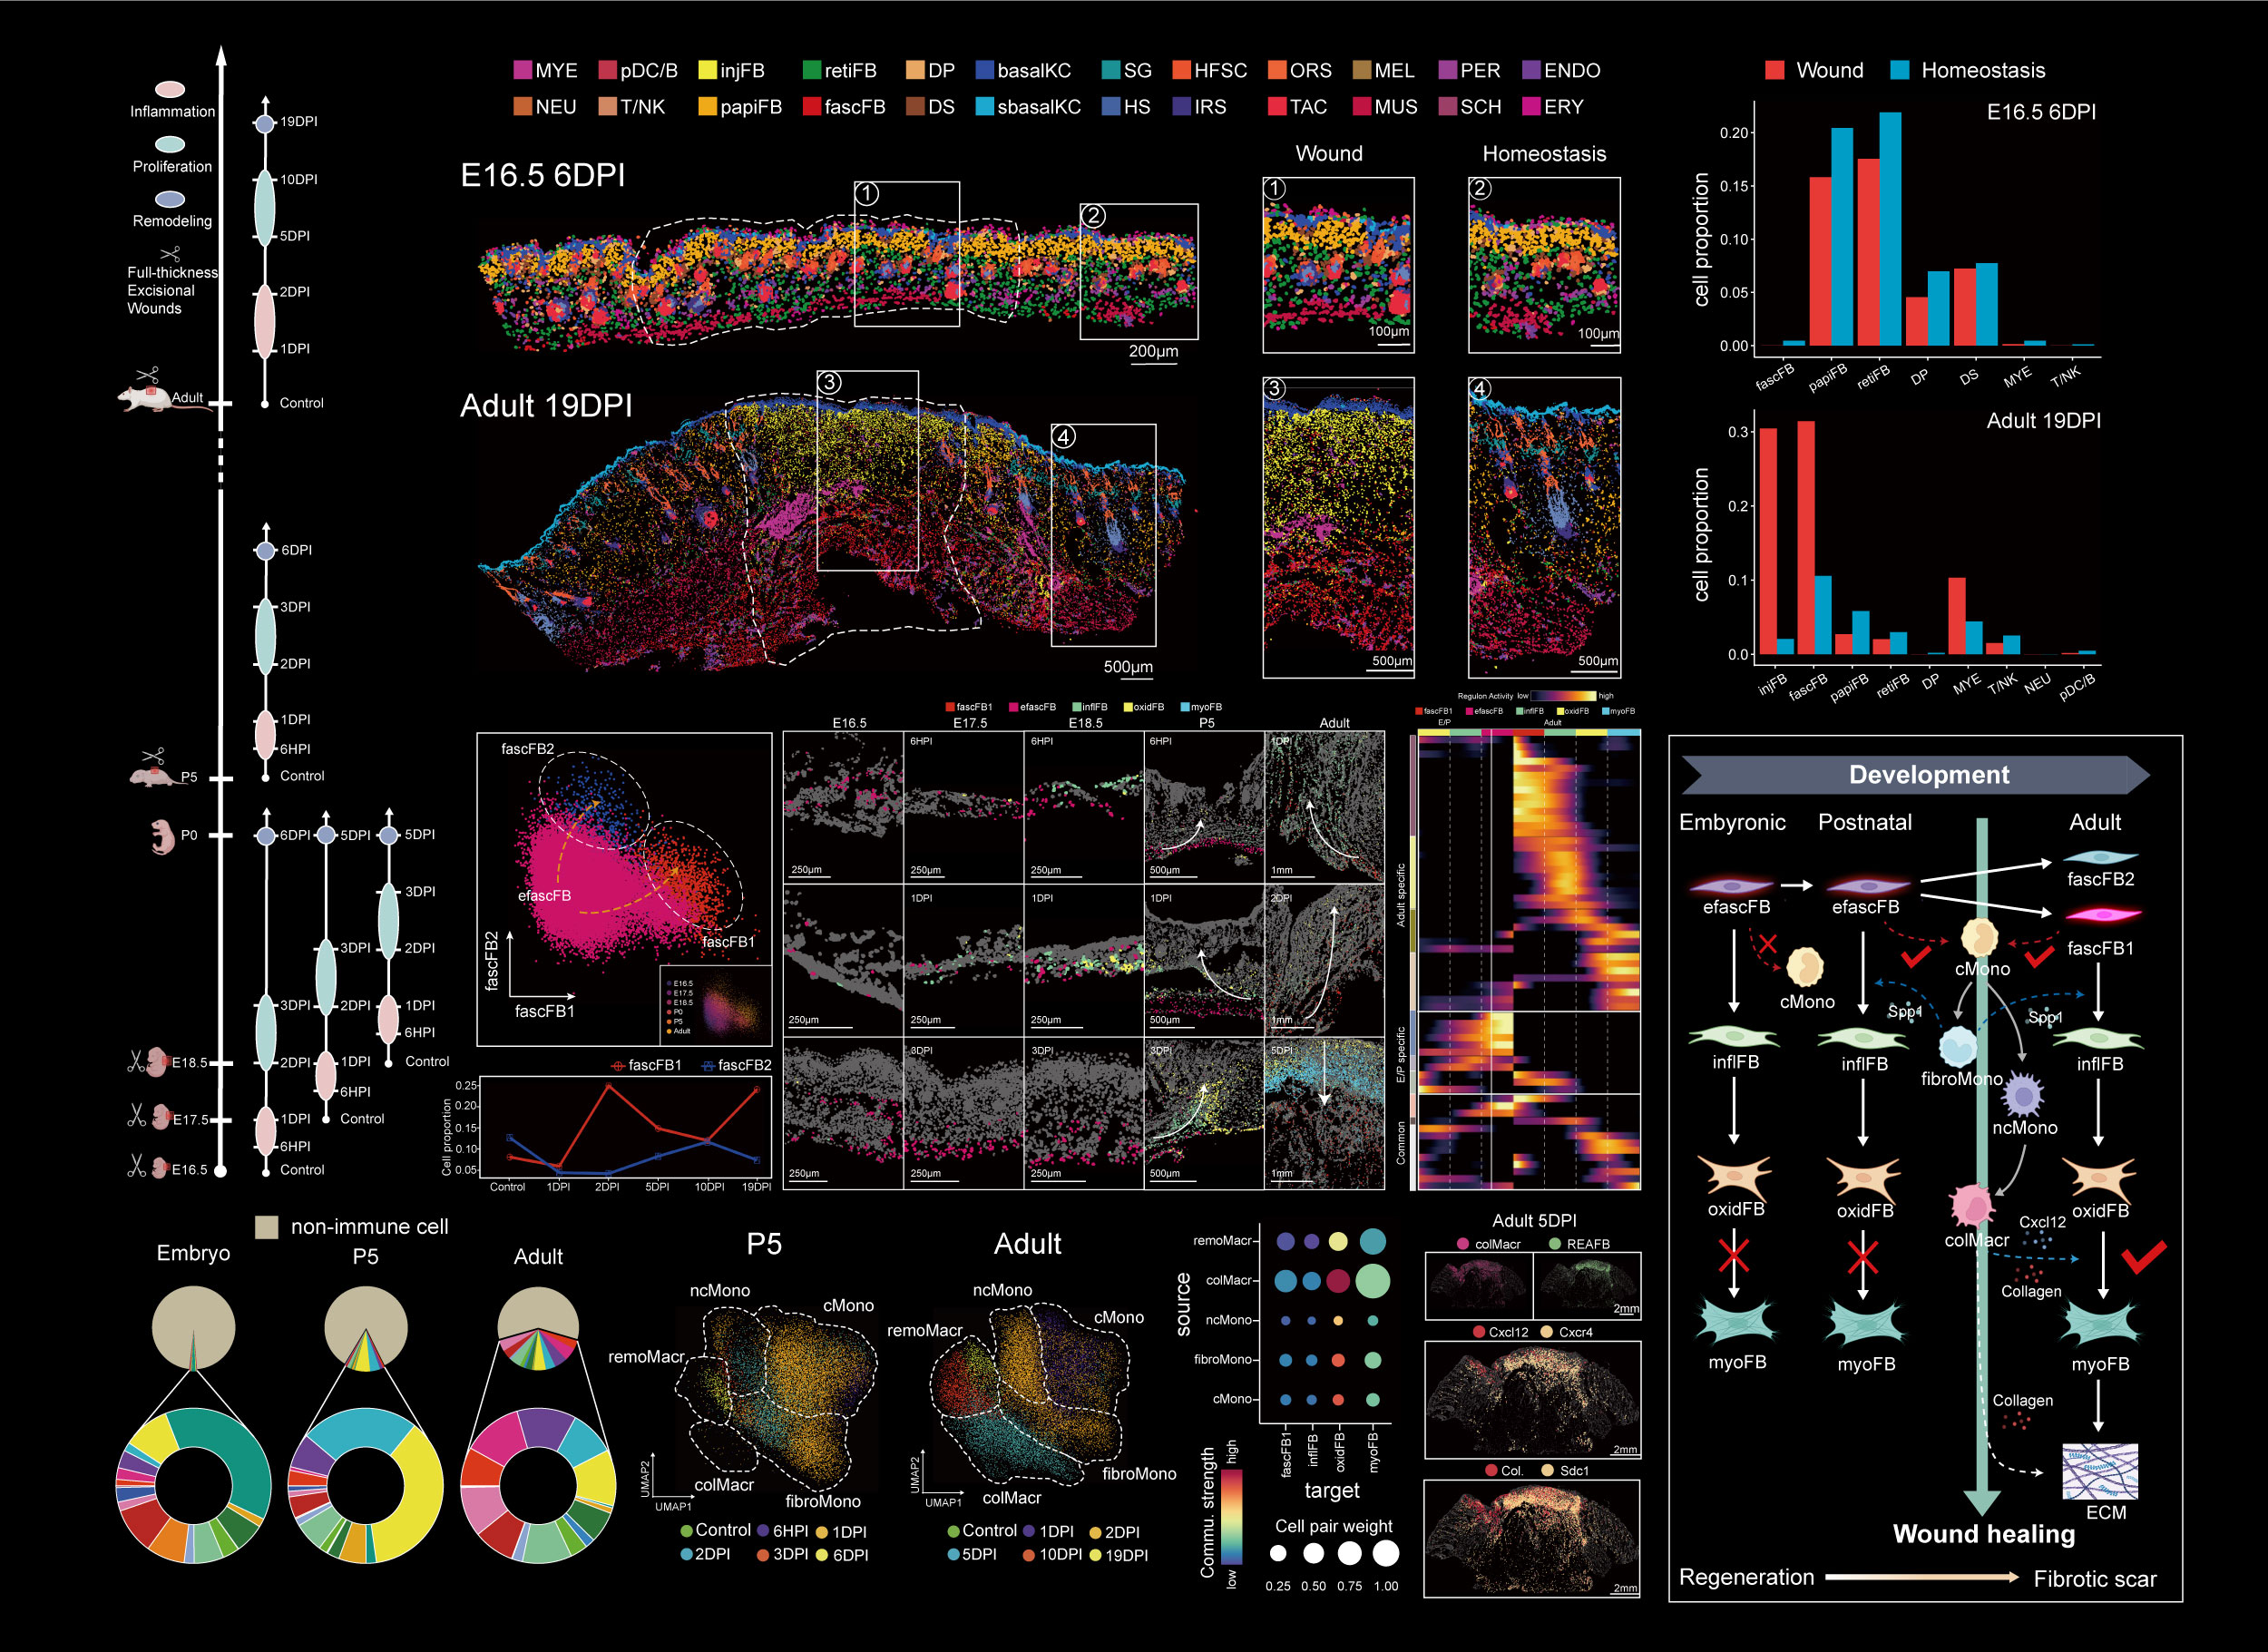 Inflammation
Proliferation
Remodeling
Full-thickness
Excisional
Wounds
19DPI
10DPI
5DPI
2DPI
1DPI
Control
Adult
6DPI
3DPI
2DPI
1DPI
6HPI
Control
P5
P0
6DPI
5DPI
5DPI
3DPI
3DPI
2DPI
3DPI
2DPI
1DPI
6HPI
2DPI
1DPI
Control
6HPI
E18.5
1DPI
Control
E17.5
6HPI
Control
E16.5
MYE pDC/B injFB retiFB DP basalKC SG HFSC ORS MEL PER ENDO
NEU T/NK papiFB fascFB DS sbasalKC HS IRS TAC MUS SCH ERY
E16.5 6DPI
1
2
200μm
Wound
Homeostasis
1
100μm
2
100μm
Adult 19DPI
3
4
500μm
3
500μm
4
500μm
Wound Homeostasis
E16.5 6DPI
cell proportion
0.20
0.15
0.10
0.05
0.00
fascFB papiFB retiFB DP DS MYE T/NK
Adult 19DPI
cell proportion
0.3
0.2
0.1
0.0
injFB fascFB papiFB retiFB DP MYE T/NK NEU pDC/B
fascFB2
efascFB
fascFB1
fascFB2
fascFB1
E16.5
E17.5
E18.5
P0
P5
Adult
fascFB1 fascFB2
Cell proportion
0.25
0.20
0.15
0.10
0.05
Control 1DPI 2DPI 5DPI 10DPI 19DPI
fascFB1 efascFB inflFB oxidFB myoFB
E16.5 E17.5 E18.5 P5 Adult
6HPI 6HPI 6HPI 1DPI
250μm 250μm 250μm 500μm 1mm
1DPI 1DPI 1DPI 2DPI
250μm 250μm 250μm 500μm 1mm
3DPI 3DPI 3DPI 5DPI
250μm 250μm 250μm 500μm 1mm
Regulon Activity low high
fascFB1 efascFB inflFB oxidFB myoFB
E/P Adult
Adult specific
E/P specific
Common
Development
Embyronic Postnatal Adult
fascFB2
efascFB efascFB
fascFB1
cMono
cMono
Spp1 Spp1
inflFB inflFB inflFB
fibroMono
ncMono
oxidFB oxidFB oxidFB
Cxcl12
colMacr
Collagen
myoFB myoFB myoFB
Collagen
ECM
Wound healing
Regeneration Fibrotic scar
non-immune cell
Embryo P5 Adult
P5
ncMono
cMono
remoMacr
colMacr
fibroMono
UMAP2
UMAP1
Control 6HPI 1DPI
2DPI 3DPI 6DPI
Adult
ncMono
cMono
remoMacr
fibroMono
colMacr
UMAP2
UMAP1
Control 1DPI 2DPI
5DPI 10DPI 19DPI
source
remoMacr
colMacr
ncMono
fibroMono
cMono
fascFB1 inflFB oxidFB myoFB
target
Commu. strength
high
low
Cell pair weight
0.25 0.50 0.75 1.00
Adult 5DPI
colMacr REAFB
2mm
Cxcl12 Cxcr4
2mm
Col. Sdc1
2mm